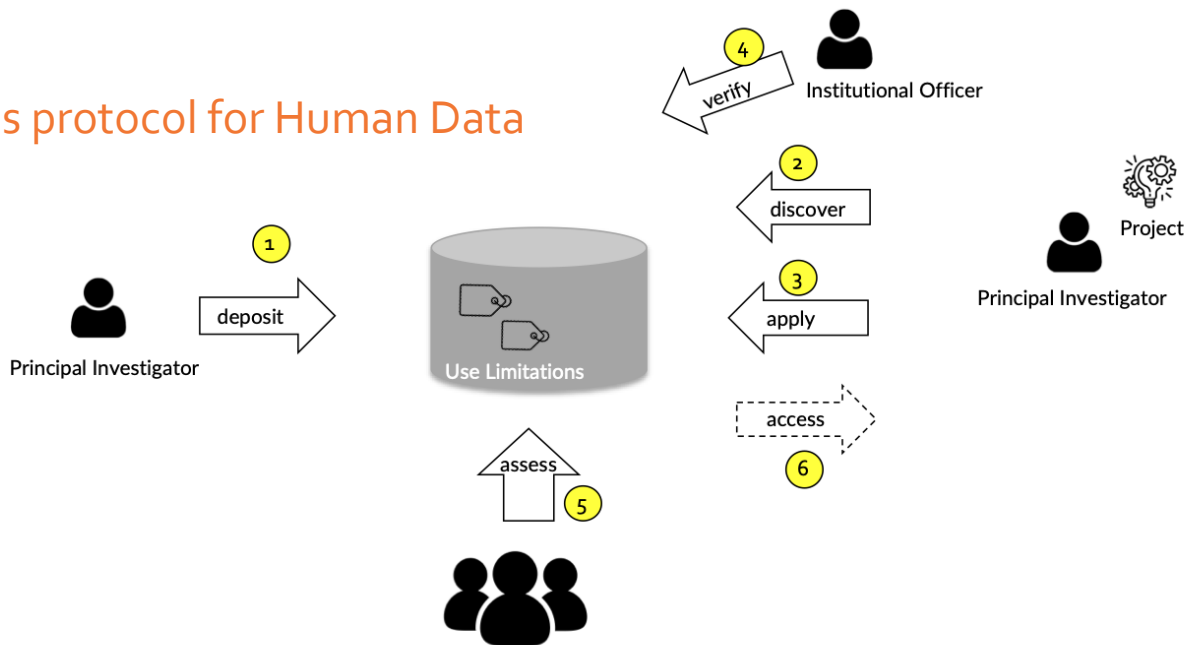 4
verify
Institutional Officer
s protocol for Human Data
2
discover
Project
1
3
Principal Investigator
deposit
apply
Principal Investigator
Use Limitations
access
6
assess
5